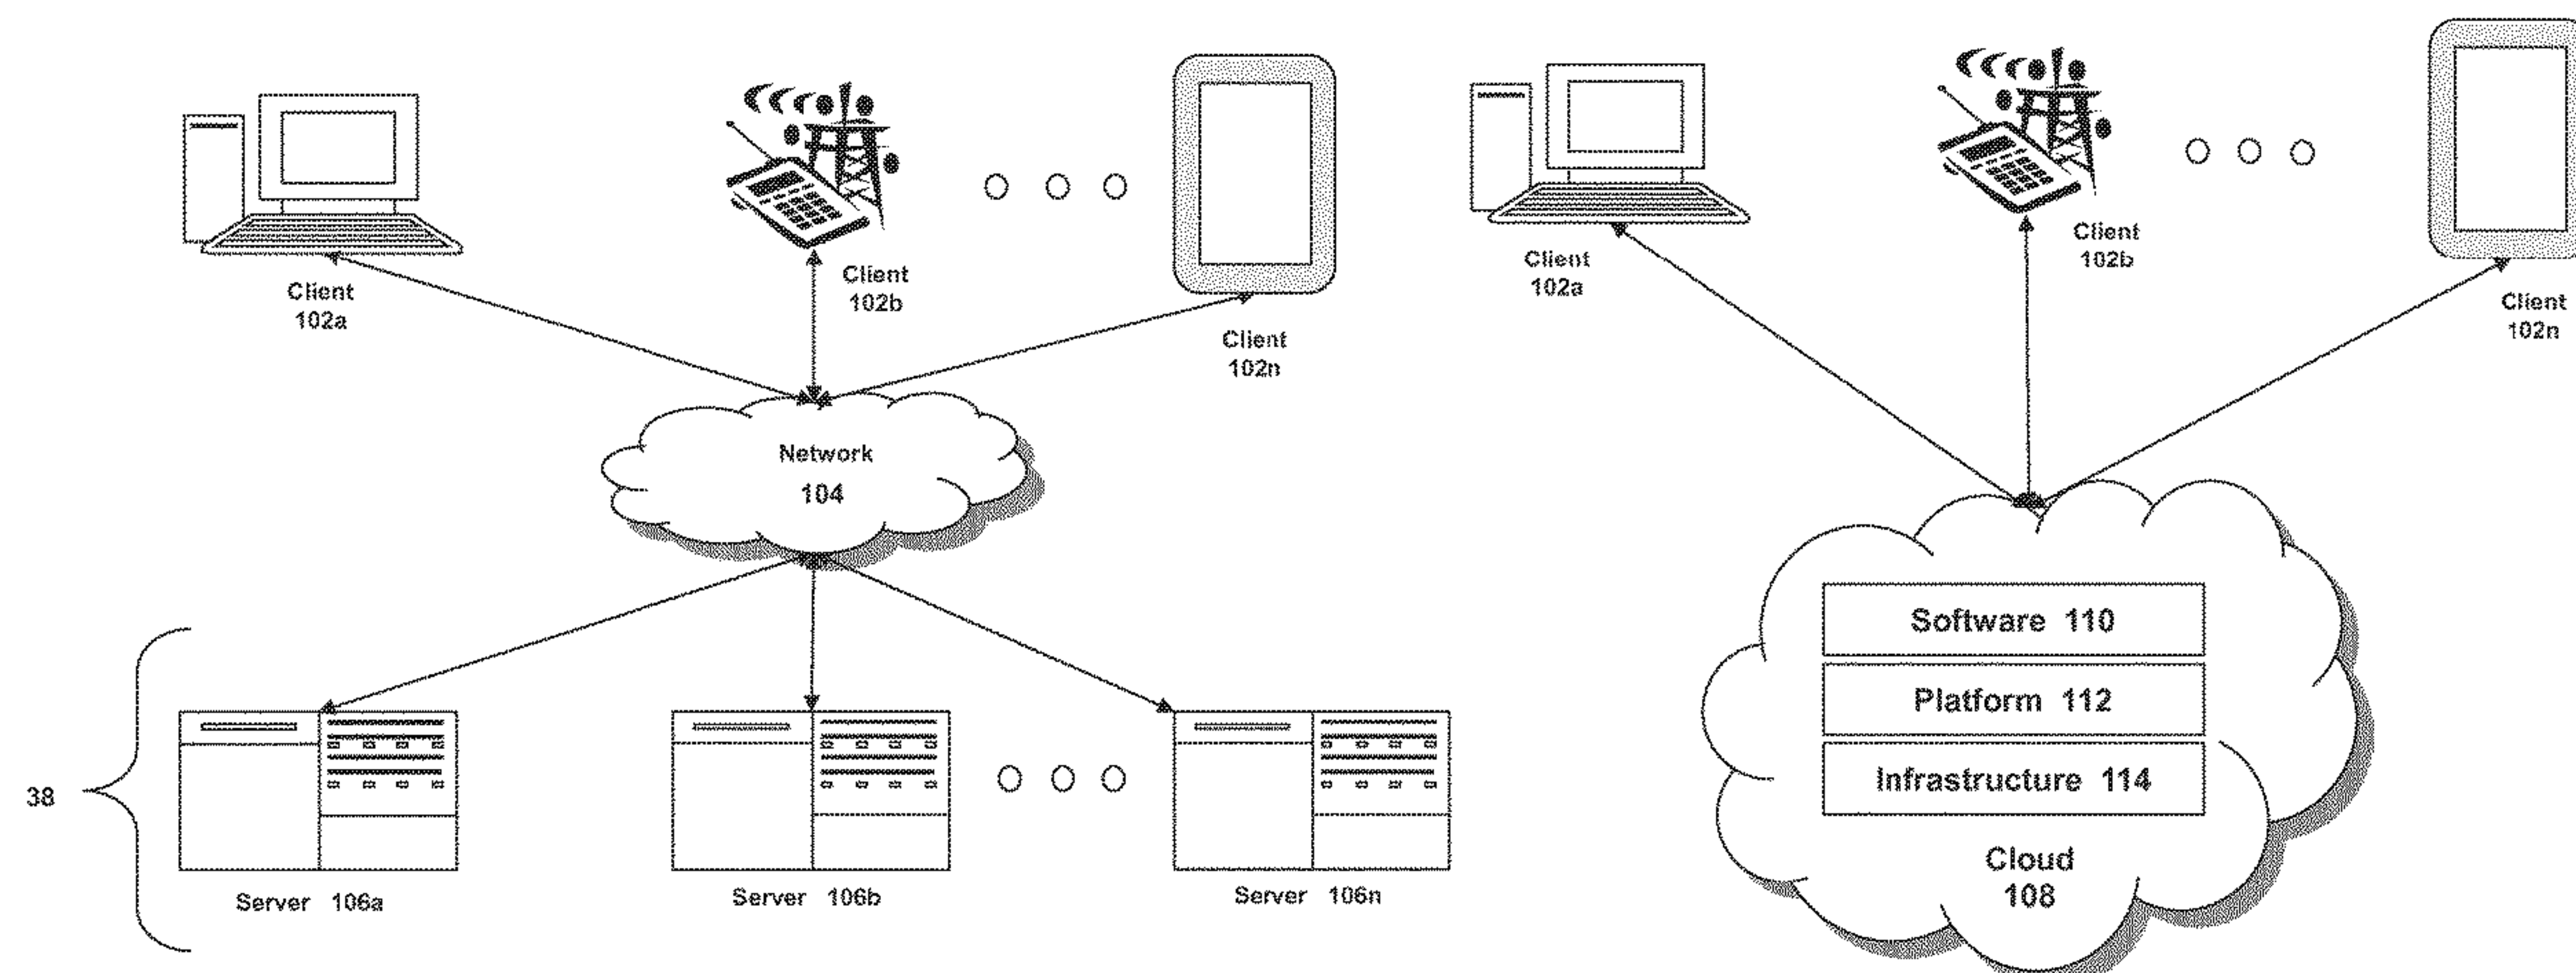 Client
102a
Client
102b
Client
102n
Network
104
38
Server 106a
Server 106b
Server 106n
Client
102a
Client
102b
Client
102n
Software 110
Platform 112
Infrastructure 114
Cloud
108